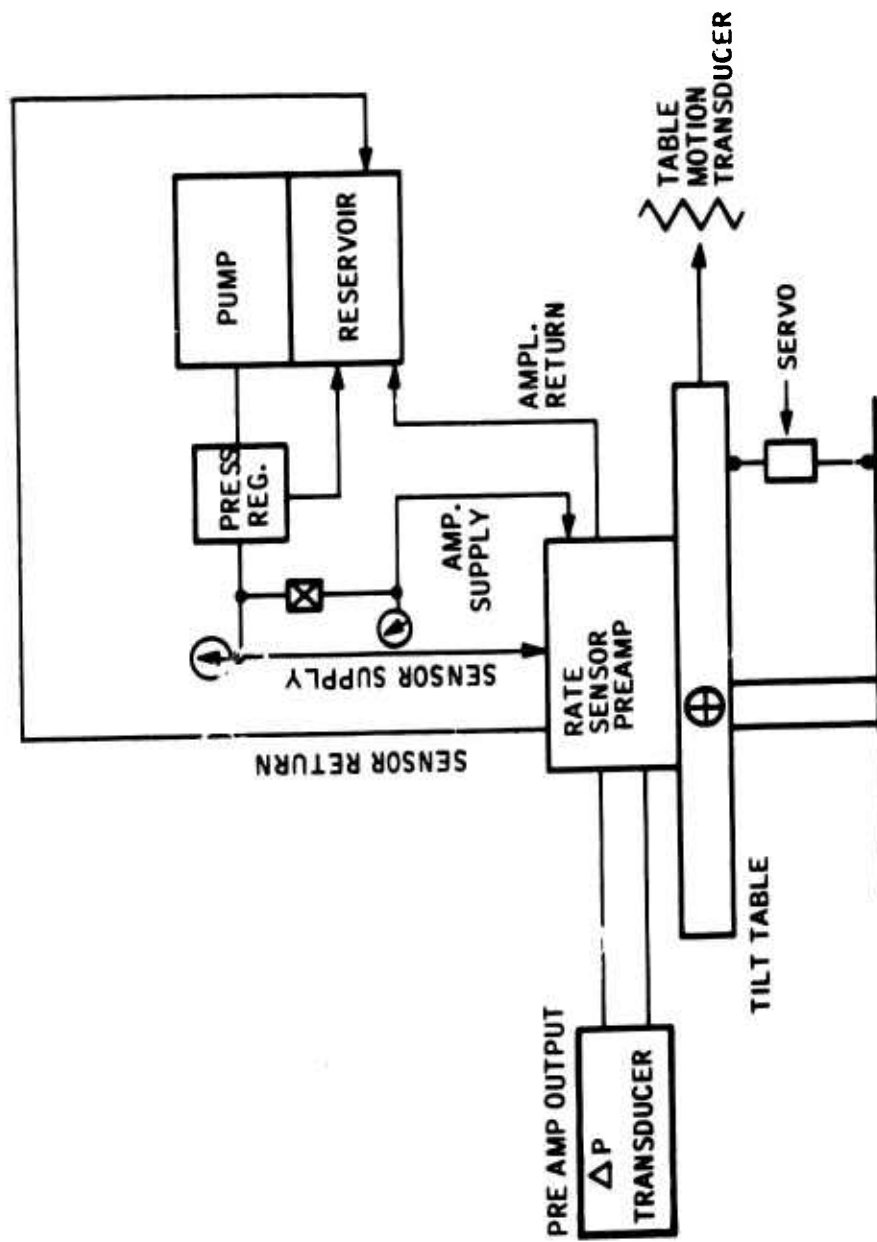 PUMP
RESERVOIR
PRESS
REG.
AMPL.
RETURN
AMP.
SUPPLY
SENSOR SUPPLY
SENSOR RETURN
RATE
SENSOR
PREAMP
TABLE
MOTION
TRANSDUCER
SERVO
TILT TABLE
PRE AMP OUTPUT
ΔP
TRANSDUCER